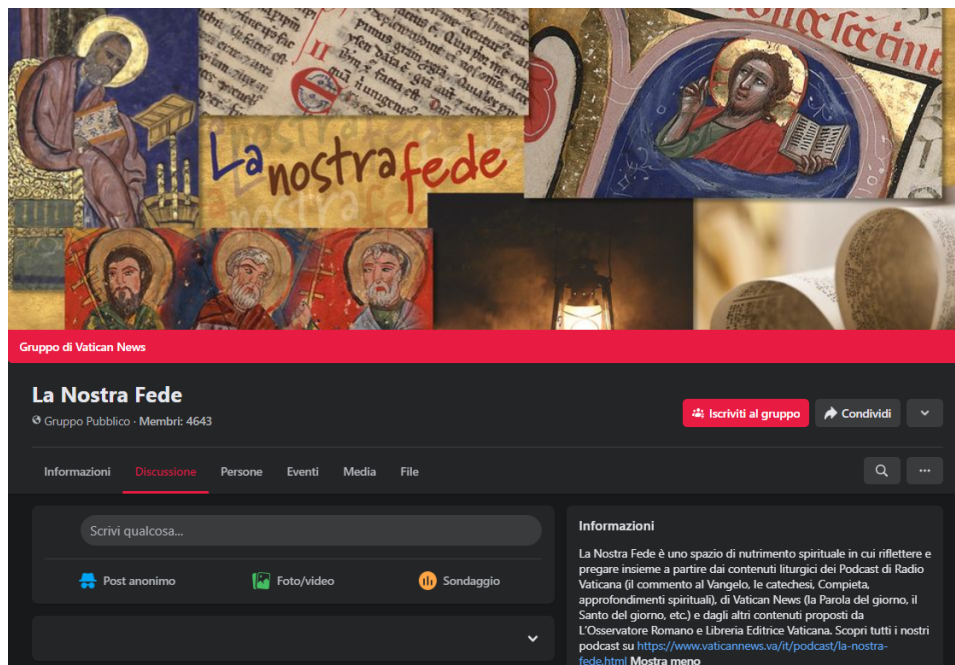 La nostra fede
Gruppo di Vatican News
La Nostra Fede
Gruppo Pubblico · Membri: 4643
Iscriviti al gruppo
Condividi
Informazioni
Discussione
Persone
Eventi
Media
File
Scrivi qualcosa...
Post anonimo
Foto/video
Sondaggio
Informazioni
La Nostra Fede è uno spazio di nutrimento spirituale in cui riflettere e
pregare insieme a partire dai contenuti liturgici dei Podcast di Radio
Vaticana (il commento al Vangelo, le catechesi, Compieta,
approfondimenti spirituali), di Vatican News (la Parola del giorno, il
Santo del giorno, etc.) e dagli altri contenuti proposti da
L'Osservatore Romano e Libreria Editrice Vaticana. Scopri tutti i nostri
podcast su https://www.vaticannews.va/it/podcast/la-nostra-
fede.html Mostra meno